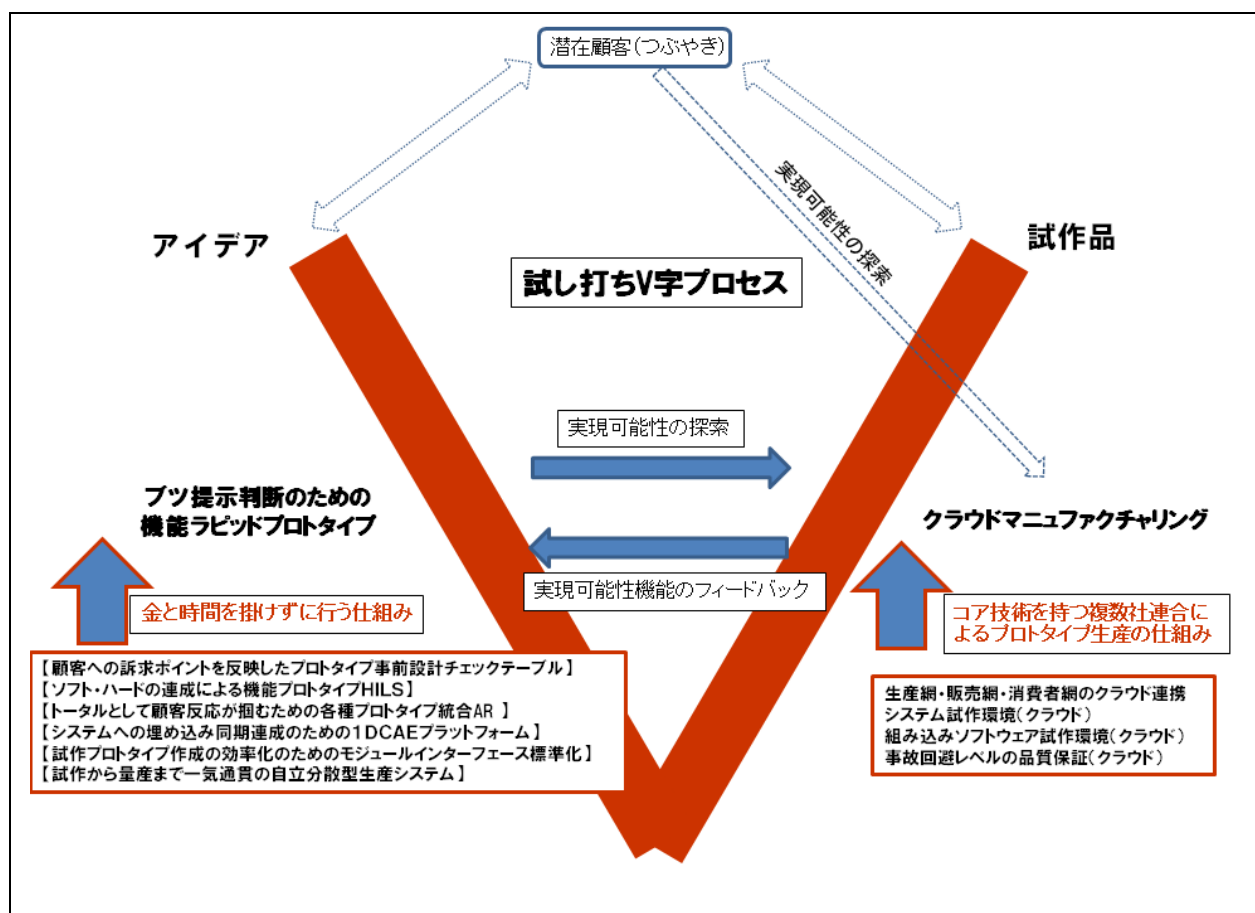 潜在顧客(つぶやき)
実現可能性の探索
アイデア
試作品
試し打ちV字プロセス
実現可能性の探索
ブツ提示判断のための
機能ラピッドプロトタイプ
クラウドマニュファクチャリング
実現可能性機能のフィードバック
金と時間を掛けずに行う仕組み
コア技術を持つ複数社連合に
よるプロトタイプ生産の仕組み
【顧客への訴求ポイントを反映したプロトタイプ事前設計チェックテーブル】
【ソフト・ハードの連成による機能プロトタイプHILS】
【トータルとして顧客反応が掴むための各種プロトタイプ統合AR】
【システムへの埋め込み同期連成のための1DCAEプラットフォーム】
【試作プロトタイプ作成の効率化のためのモジュールインターフェース標準化】
【試作から量産まで一気通貫の自立分散型生産システム】
生産網・販売網・消費者網のクラウド連携
システム試作環境(クラウド)
組み込みソフトウェア試作環境(クラウド)
事故回避レベルの品質保証(クラウド)